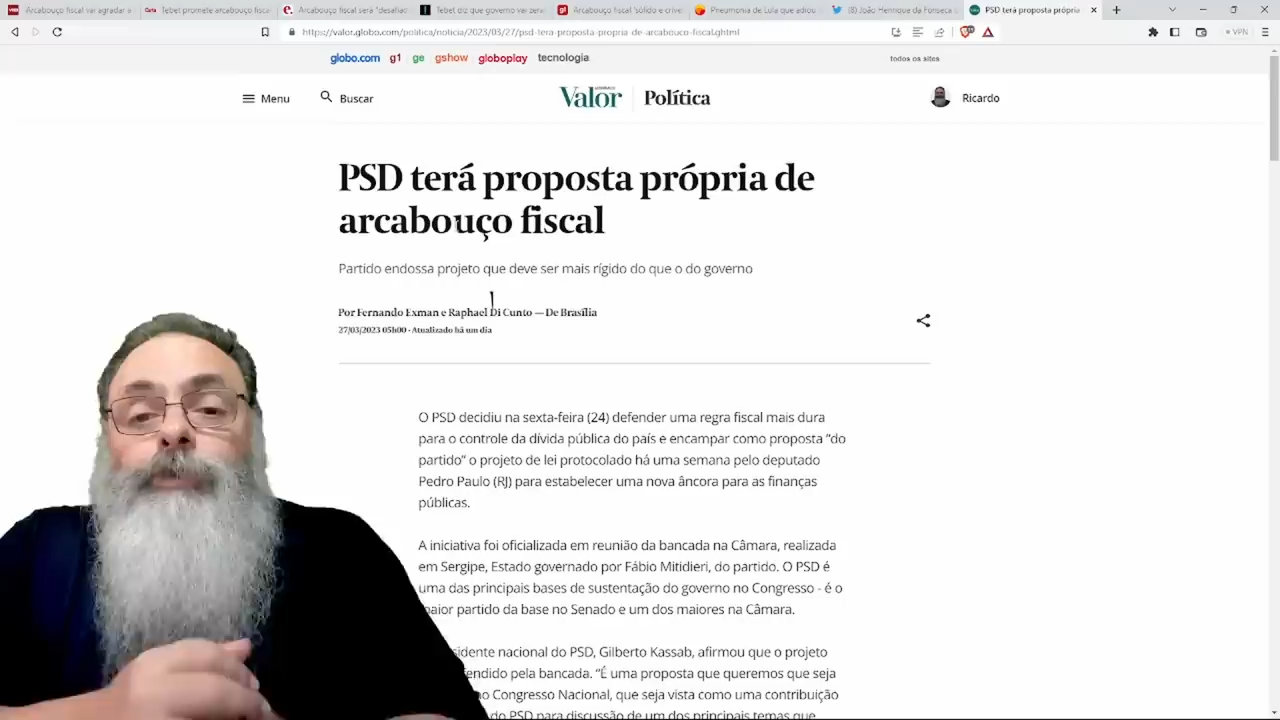 Arcabouço fiscal vai agradar a
Tebet promete arcabouço fisca
Arcabouço fiscal será "desafiac
Tebet diz que governo vai zera
Arcabouço fiscal 'sólido e crive
Pneumonia de Lula que adiou
(8) João Henrica da Fonseca
PSD terá proposta própria
https://valor.globo.com/politica/noticia/2023/03/27/psd-tera-proposta-propria-de-arcabouco-fiscal.ghtml
VPN
globo.com g1 ge gshow globoplay tecnologia
todos os sites
Menu
Buscar
Valor
Política
Ricardo
PSD terá proposta própria de
arcabouço fiscal
Partido endossa projeto que deve ser mais rígido do que o do governo
Por Fernando Exman e Raphael Di Cunto — De Brasília
27/03/2023 05h00 · Atualizado há um dia
O PSD decidiu na sexta-feira (24) defender uma regra fiscal mais dura
para o controle da dívida pública do país e encampar como proposta "do
partido" o projeto de lei protocolado há uma semana pelo deputado
Pedro Paulo (RJ) para estabelecer uma nova âncora para as finanças
públicas.
A iniciativa foi oficializada em reunião da bancada na Câmara, realizada
em Sergipe, Estado governado por Fábio Mitidieri, do partido. O PSD é
uma das principais bases de sustentação do governo no Congresso - é o
maior partido da base no Senado e um dos maiores na Câmara.
sidente nacional do PSD, Gilberto Kassab, afirmou que o projeto
endido pela bancada. "É uma proposta que queremos que seja
no Congresso Nacional, que seja vista como uma contribuição
do PSD para discussão de um dos principais temas que